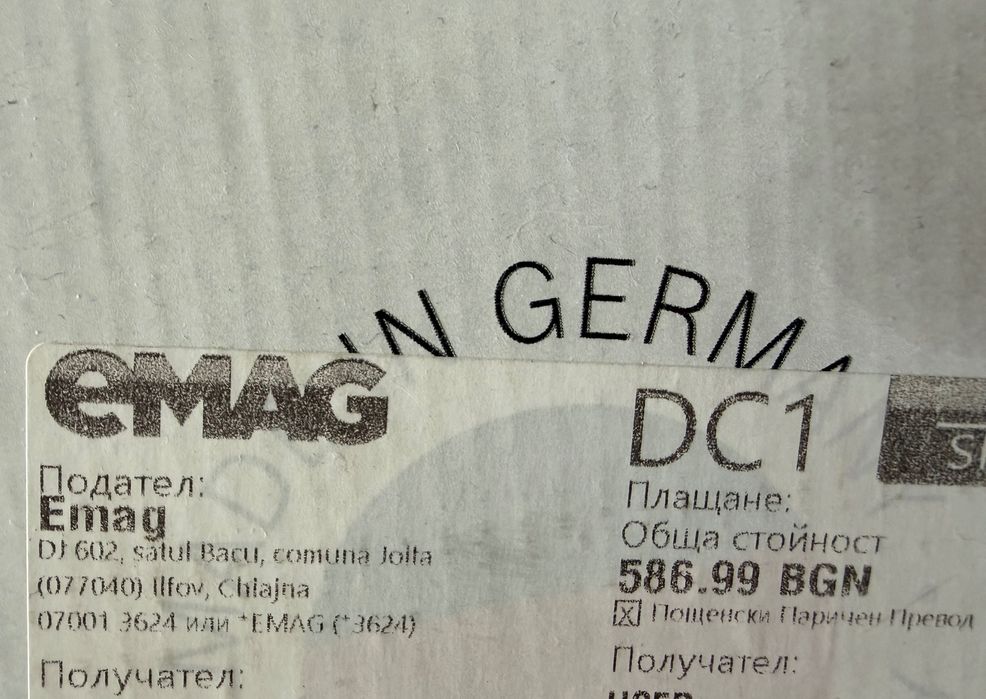 IN GERMA
eMAG
DC1
Подател:
Emag
DJ 602, satul Bacu, comuna Joita
(077040) Ilfov, Chiajna
07001 3624 или *EMAG (*3624)
Получател:
Плащане:
Обща стойност
586.99 BGN
X Пощенски Паричен Превод
Получател: